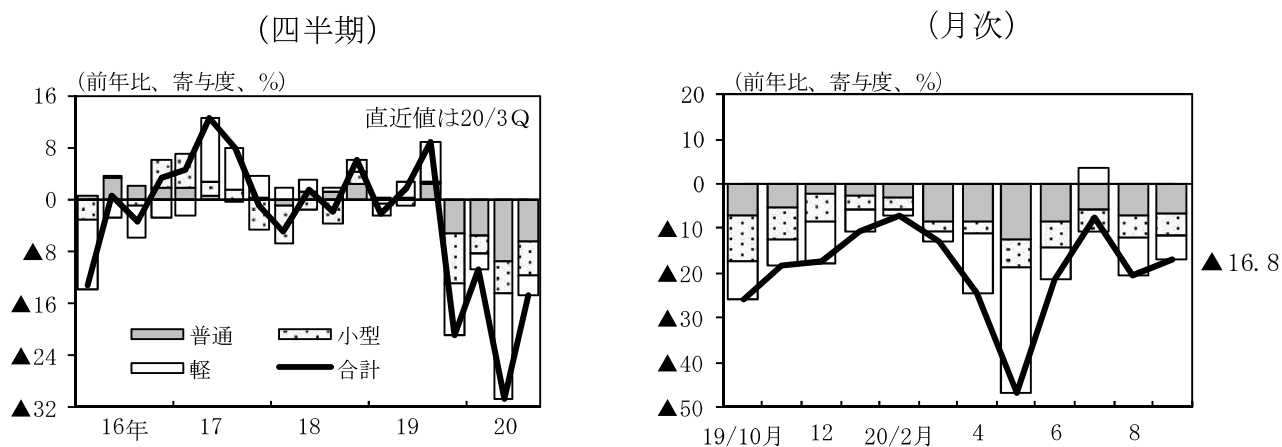 (四半期)
(前年比、寄与度、%)
直近値は20/3Q
16
8
0
▲8
▲16
▲24
▲32
普通
小型
軽
合計
16年 17 18 19 20
(月次)
(前年比、寄与度、%)
20
10
0
▲10
▲20
▲30
▲40
▲50
▲16.8
19/10月 12 20/2月 4 6 8